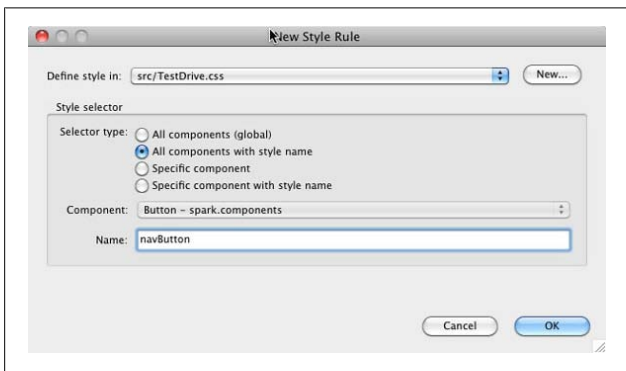 New Style Rule
Define style in: src/TestDrive.css New...
Style selector
Selector type: All components (global)
All components with style name
Specific component
Specific component with style name
Component: Button – spark.components
Name: navButton
Cancel OK